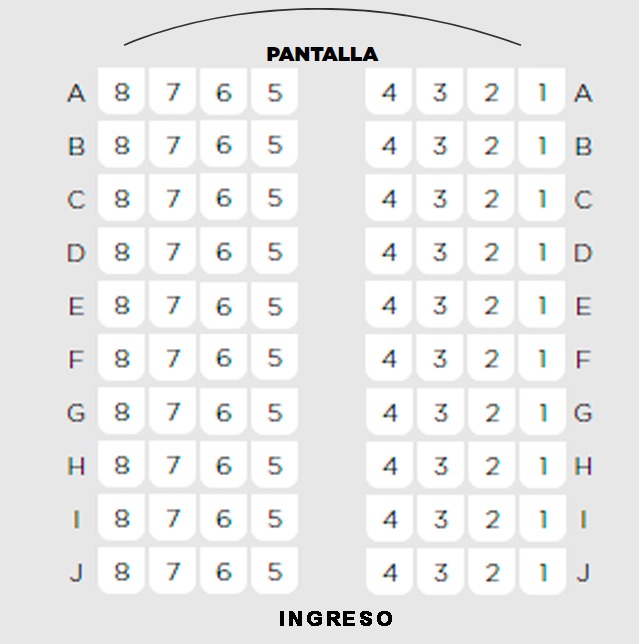 PANTALLA
A 8 7 6 5 4 3 2 1 A
B 8 7 6 5 4 3 2 1 B
C 8 7 6 5 4 3 2 1 C
D 8 7 6 5 4 3 2 1 D
E 8 7 6 5 4 3 2 1 E
F 8 7 6 5 4 3 2 1 F
G 8 7 6 5 4 3 2 1 G
H 8 7 6 5 4 3 2 1 H
I 8 7 6 5 4 3 2 1 I
J 8 7 6 5 4 3 2 1 J
INGRESO